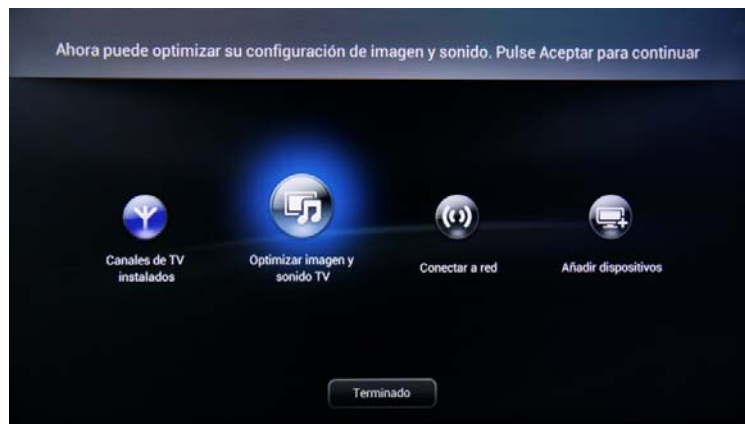 Ahora puede optimizar su configuración de imagen y sonido. Pulse Aceptar para continuar
Canales de TV
instalados
Optimizar imagen y
sonido TV
Conectar a red
Añadir dispositivos
Terminado